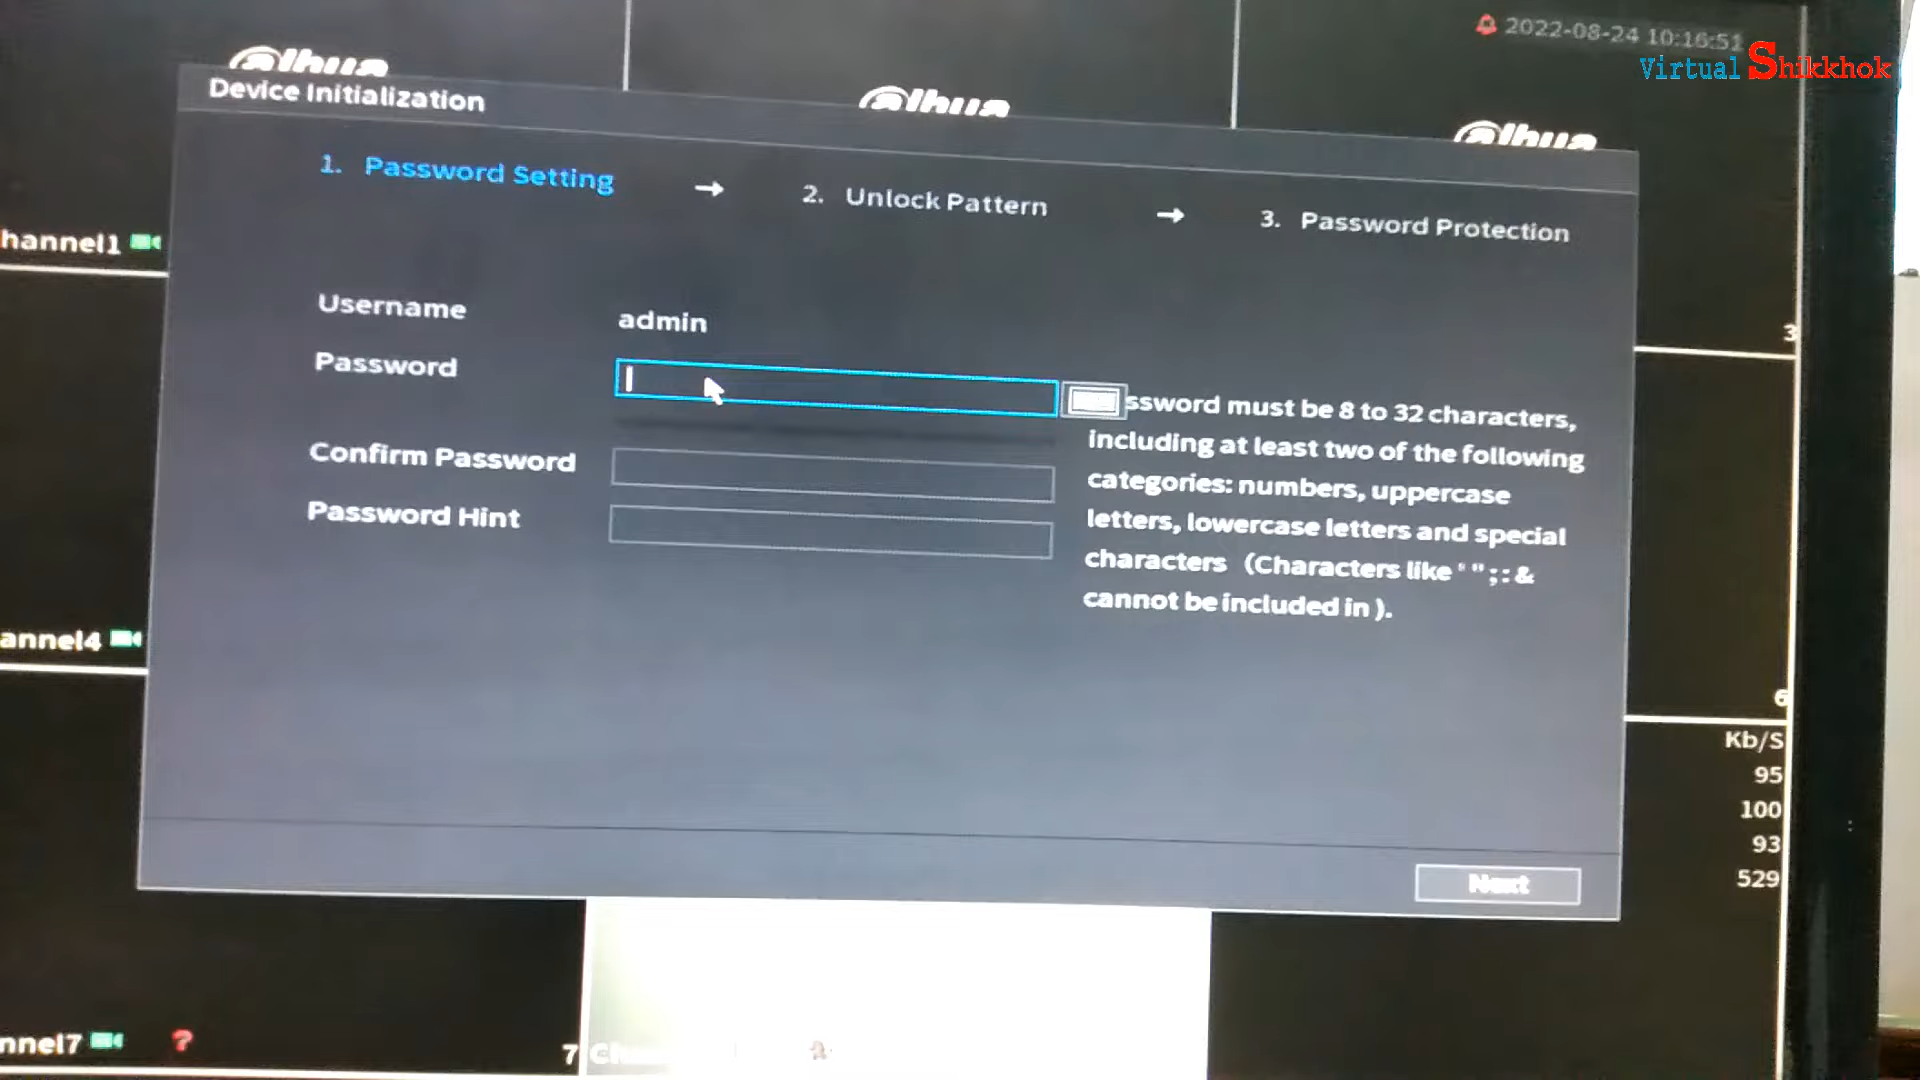 2022-08-24 10:16:51
Virtual Shikkhok
alhua
alhua
alhua
Device Initialization
1. Password Setting → 2. Unlock Pattern → 3. Password Protection
hannel1
3
Username admin
Password
ssword must be 8 to 32 characters,
including at least two of the following
categories: numbers, uppercase
letters, lowercase letters and special
characters (Characters like ' " ; : &
cannot be included in ).
Confirm Password
Password Hint
annel4
6
Kb/S
95
100
93
529
Next
nnel7 ?
7